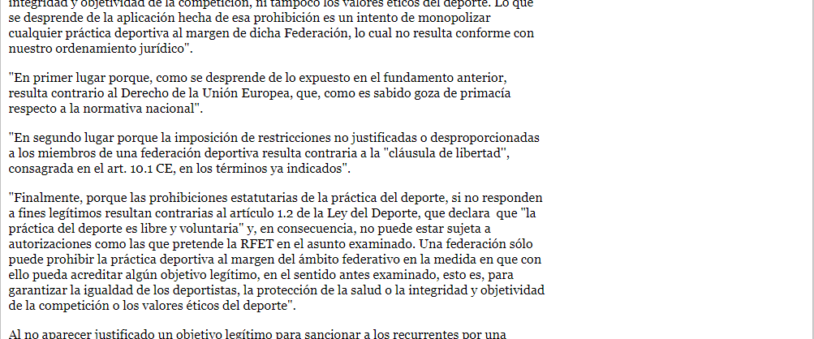 integridad y objetividad de la competición, ni tampoco los valores éticos del deporte. Lo que
se desprende de la aplicación hecha de esa prohibición es un intento de monopolizar
cualquier práctica deportiva al margen de dicha Federación, lo cual no resulta conforme con
nuestro ordenamiento jurídico".
"En primer lugar porque, como se desprende de lo expuesto en el fundamento anterior,
resulta contrario al Derecho de la Unión Europea, que, como es sabido goza de primacía
respecto a la normativa nacional".
"En segundo lugar porque la imposición de restricciones no justificadas o desproporcionadas
a los miembros de una federación deportiva resulta contraria a la "cláusula de libertad",
consagrada en el art. 10.1 CE, en los términos ya indicados".
"Finalmente, porque las prohibiciones estatutarias de la práctica del deporte, si no responden
a fines legítimos resultan contrarias al artículo 1.2 de la Ley del Deporte, que declara que "la
práctica del deporte es libre y voluntaria" y, en consecuencia, no puede estar sujeta a
autorizaciones como las que pretende la RFET en el asunto examinado. Una federación sólo
puede prohibir la práctica deportiva al margen del ámbito federativo en la medida en que con
ello pueda acreditar algún objetivo legítimo, en el sentido antes examinado, esto es, para
garantizar la igualdad de los deportistas, la protección de la salud o la integridad y objetividad
de la competición o los valores éticos del deporte".
Al no aparecer justificado un objetivo legítimo para sancionar a los recurrentes por una